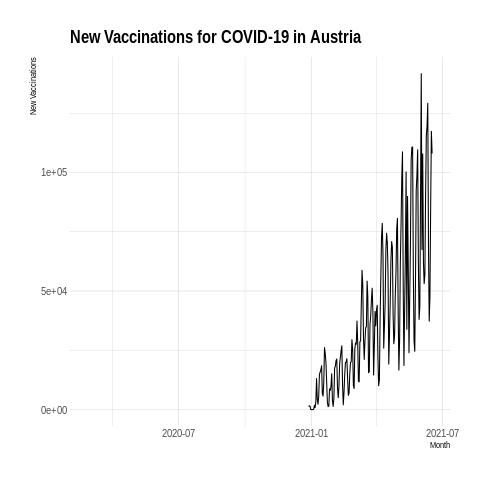 New Vaccinations for COVID-19 in Austria
New Vaccinations
1e+05
5e+04
0e+00
2020-07
2021-01
2021-07
Month